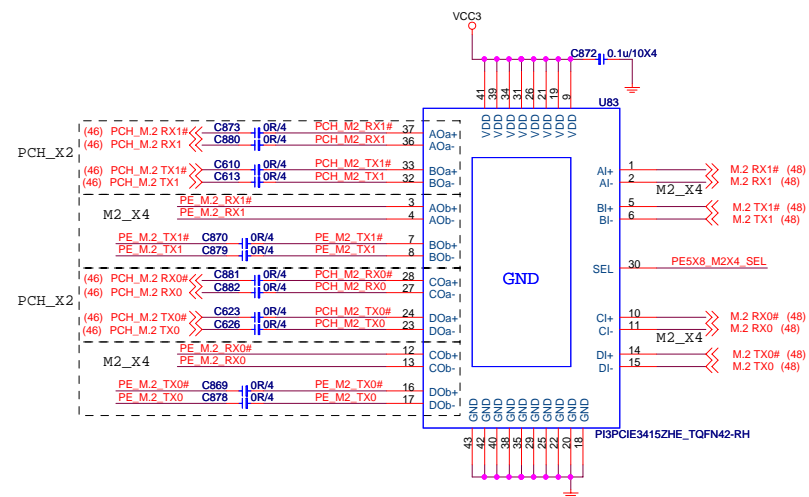 VCC3
C872 0.1u/10X4
41 39 34 31 26 21 19 9
VDD VDD VDD VDD VDD VDD VDD VDD
U83
PCH_X2
(46) PCH_M.2 RX1# C873 0R/4 PCH_M2_RX1# 37 AOa+
(46) PCH_M.2 RX1 C880 0R/4 PCH_M2_RX1 36 AOa-
(46) PCH_M.2 TX1# C610 0R/4 PCH_M2_TX1# 33 BOa+
(46) PCH_M.2 TX1 C613 0R/4 PCH_M2_TX1 32 BOa-
M2_X4
PE_M.2_RX1# 3 AOb+
PE_M.2_RX1 4 AOb-
PE_M.2_TX1# C870 0R/4 PE_M2_TX1# 7 BOb+
PE_M.2_TX1 C879 0R/4 PE_M2_TX1 8 BOb-
PCH_X2
(46) PCH_M.2 RX0# C881 0R/4 PCH_M2_RX0# 28 COa+
(46) PCH_M.2 RX0 C882 0R/4 PCH_M2_RX0 27 COa-
(46) PCH_M.2 TX0# C623 0R/4 PCH_M2_TX0# 24 DOa+
(46) PCH_M.2 TX0 C626 0R/4 PCH_M2_TX0 23 DOa-
M2_X4
PE_M.2_RX0# 12 COb+
PE_M.2_RX0 13 COb-
PE_M.2_TX0# C869 0R/4 PE_M2_TX0# 16 DOb+
PE_M.2_TX0 C878 0R/4 PE_M2_TX0 17 DOb-
GND
AI+ 1 M.2 RX1# (48)
AI- 2 M.2 RX1 (48)
M2_X4
BI+ 5 M.2 TX1# (48)
BI- 6 M.2 TX1 (48)
SEL 30 PE5X8_M2X4_SEL
CI+ 10 M.2 RX0# (48)
CI- 11 M.2 RX0 (48)
M2_X4
DI+ 14 M.2 TX0# (48)
DI- 15 M.2 TX0 (48)
GND GND GND GND GND GND GND GND GND GND
43 42 40 38 35 29 25 22 20 18
PI3PCIE3415ZHE_TQFN42-RH